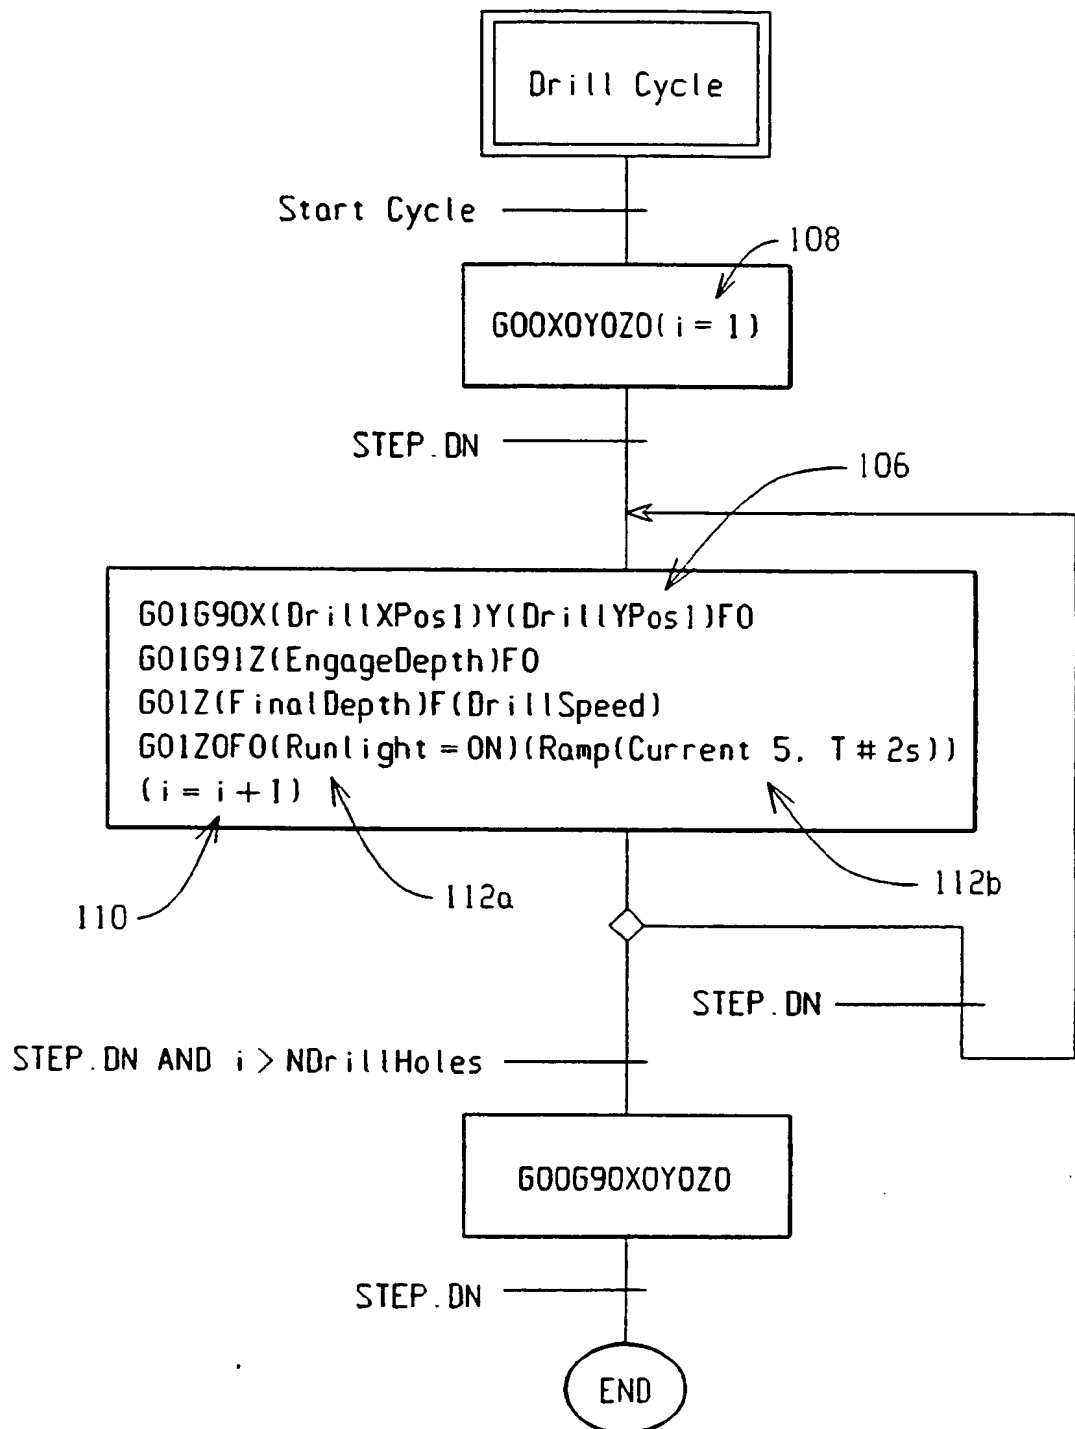 Drill Cycle
Start Cycle
108
G00X0Y0Z0(i = 1)
STEP.DN
106
G01G90X(DrillXPos1)Y(DrillYPos1)F0
G01G91Z(EngageDepth)F0
G01Z(FinalDepth)F(DrillSpeed)
G01Z0F0(Runlight = ON)(Ramp(Current 5, T # 2s))
(i = i + 1)
110
112a
112b
STEP.DN
STEP.DN AND i > NDrillHoles
G00G90X0Y0Z0
STEP.DN
END